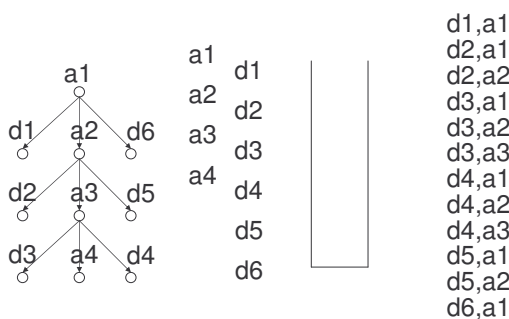 a1
d1 a2 d6
d2 a3 d5
d3 a4 d4
a1
a2
a3
a4
d1
d2
d3
d4
d5
d6
d1,a1
d2,a1
d2,a2
d3,a1
d3,a2
d3,a3
d4,a1
d4,a2
d4,a3
d5,a1
d5,a2
d6,a1